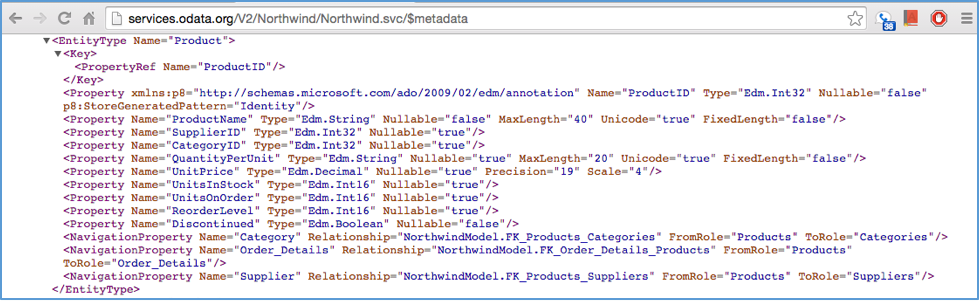 services.odata.org/V2/Northwind/Northwind.svc/$metadata
38
A
<EntityType Name="Product">
<Key>
<PropertyRef Name="ProductID"/>
</Key>
<Property xmlns:p8="http://schemas.microsoft.com/ado/2009/02/edm/annotation" Name="ProductID" Type="Edm.Int32" Nullable="false"
p8:StoreGeneratedPattern="Identity"/>
<Property Name="ProductName" Type="Edm.String" Nullable="false" MaxLength="40" Unicode="true" FixedLength="false"/>
<Property Name="SupplierID" Type="Edm.Int32" Nullable="true"/>
<Property Name="CategoryID" Type="Edm.Int32" Nullable="true"/>
<Property Name="QuantityPerUnit" Type="Edm.String" Nullable="true" MaxLength="20" Unicode="true" FixedLength="false"/>
<Property Name="UnitPrice" Type="Edm.Decimal" Nullable="true" Precision="19" Scale="4"/>
<Property Name="UnitsInStock" Type="Edm.Int16" Nullable="true"/>
<Property Name="UnitsOnOrder" Type="Edm.Int16" Nullable="true"/>
<Property Name="ReorderLevel" Type="Edm.Int16" Nullable="true"/>
<Property Name="Discontinued" Type="Edm.Boolean" Nullable="false"/>
<NavigationProperty Name="Category" Relationship="NorthwindModel.FK_Products_Categories" FromRole="Products" ToRole="Categories"/>
<NavigationProperty Name="Order_Details" Relationship="NorthwindModel.FK_Order_Details_Products" FromRole="Products"
ToRole="Order_Details"/>
<NavigationProperty Name="Supplier" Relationship="NorthwindModel.FK_Products_Suppliers" FromRole="Products" ToRole="Suppliers"/>
</EntityType>